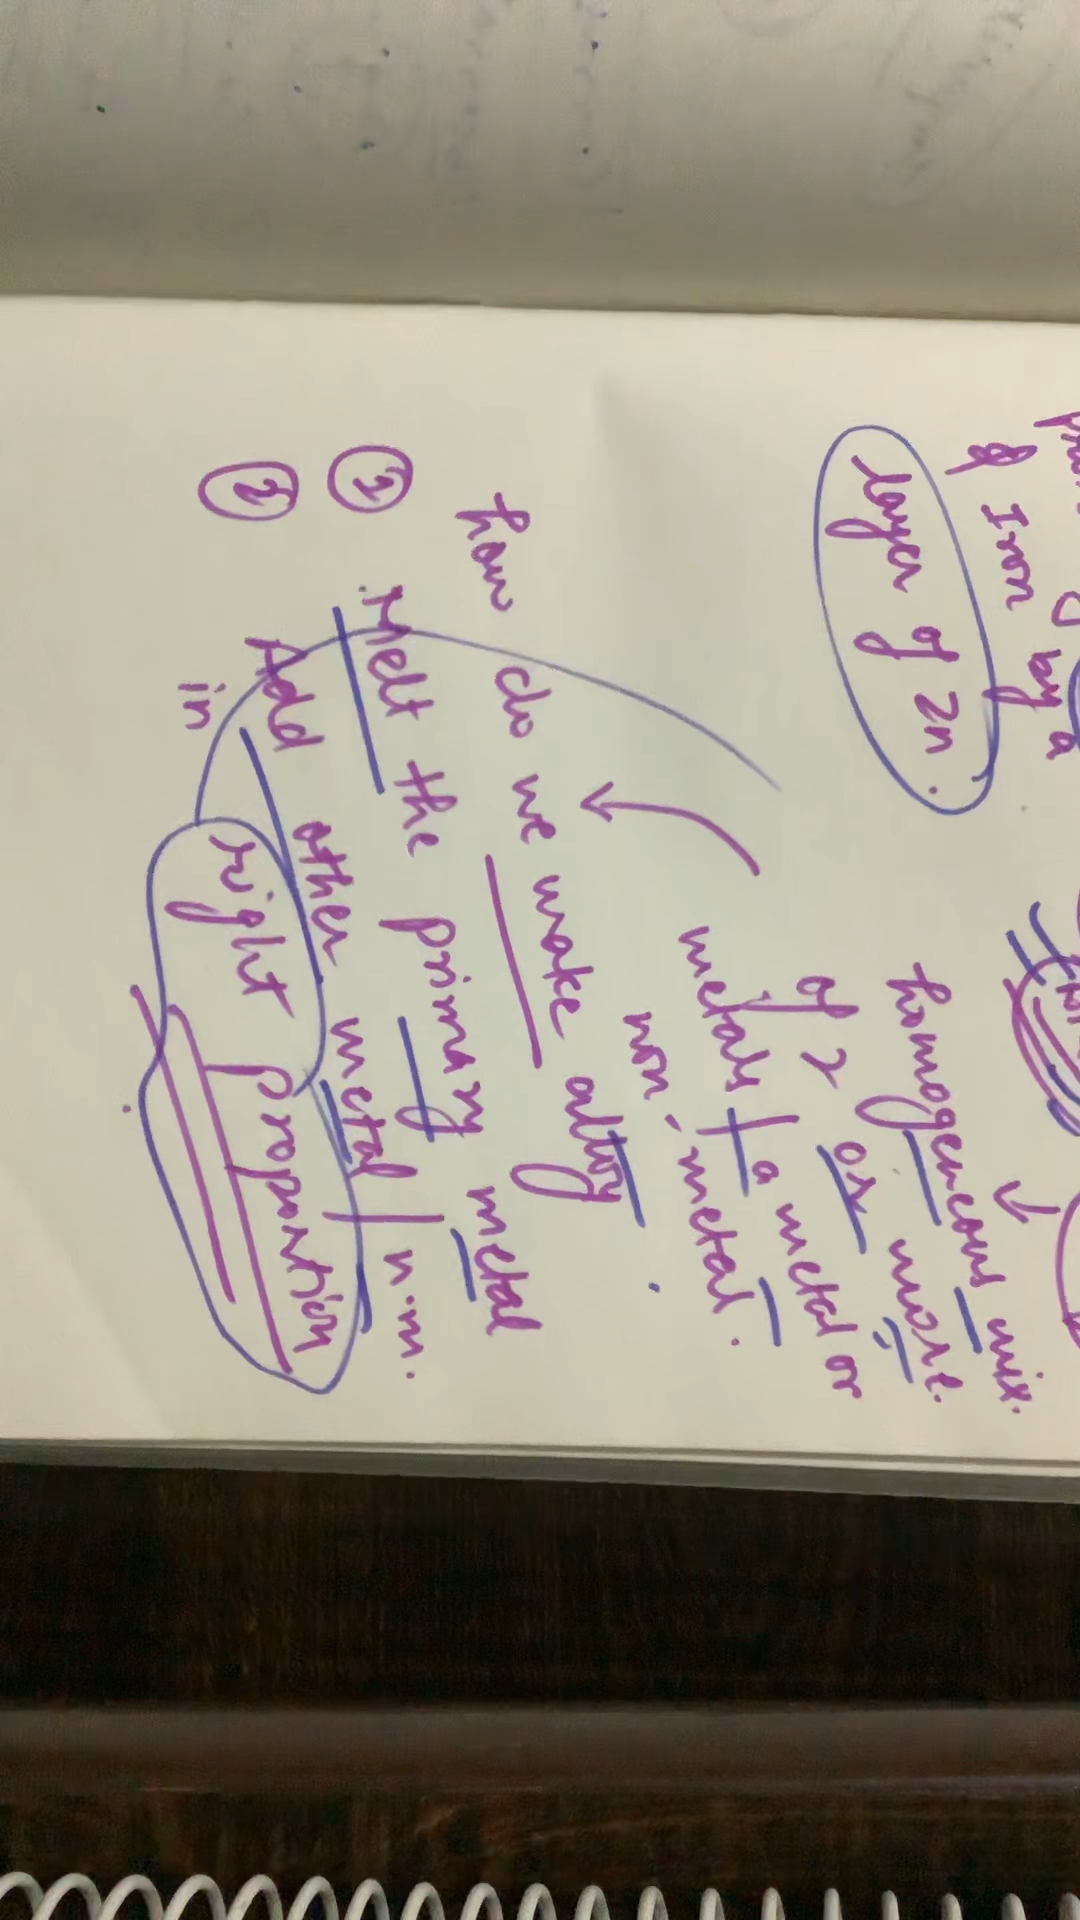 & Iron by a
layer of Zn.
homogeneous mix.
of 2 or more.
metals / a metal or
non-metal.
how do we make alloy
① Melt the primary metal
② Add other metal / n.m.
in right proportion